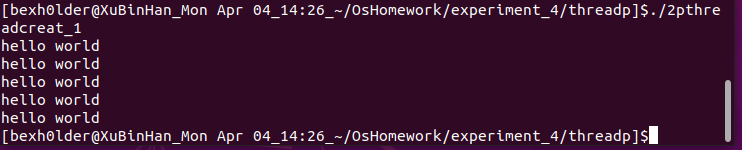 [bexh0lder@XuBinHan_Mon Apr 04_14:26_~/OsHomework/experiment_4/threadp]$./2pthre
adcreat_1
hello world
hello world
hello world
hello world
hello world
[bexh0lder@XuBinHan_Mon Apr 04_14:26_~/OsHomework/experiment_4/threadp]$